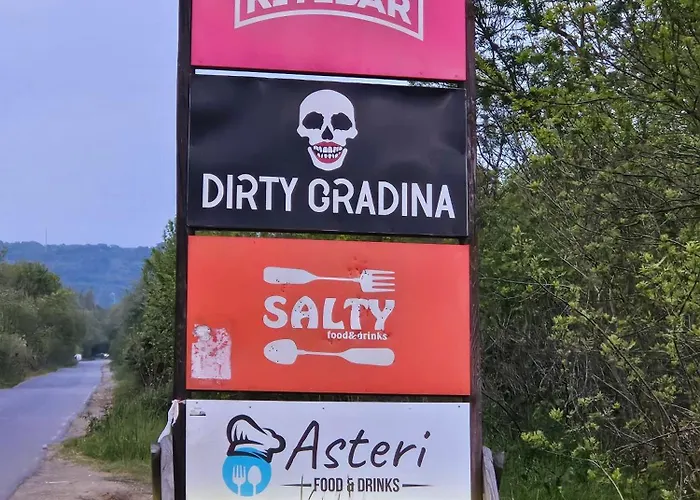 DIRTY GRADINA
SALTY
food&drinks
Asteri
FOOD & DRINKS